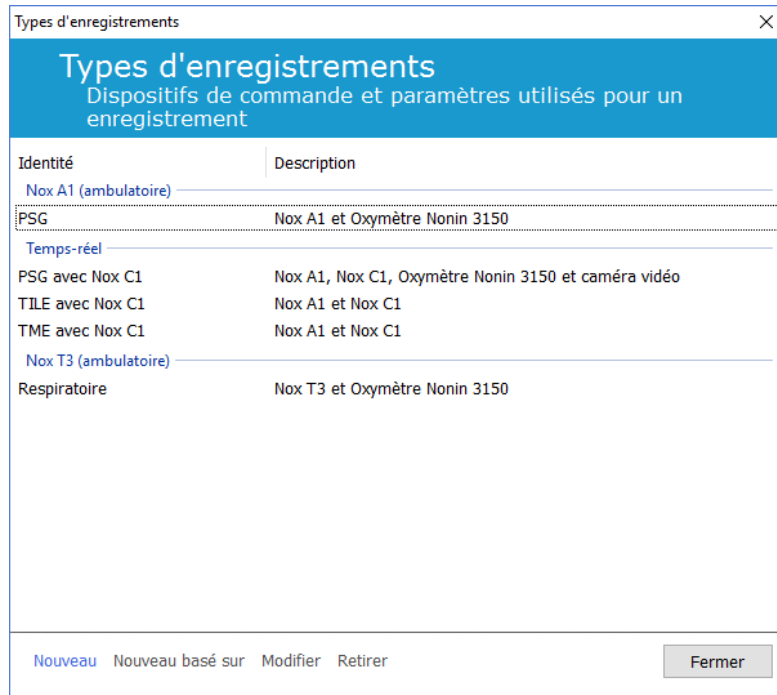 Types d'enregistrements
Types d'enregistrements
Dispositifs de commande et paramètres utilisés pour un
enregistrement
Identité Description
Nox A1 (ambulatoire)
PSG Nox A1 et Oxymètre Nonin 3150
Temps-réel
PSG avec Nox C1 Nox A1, Nox C1, Oxymètre Nonin 3150 et caméra vidéo
TILE avec Nox C1 Nox A1 et Nox C1
TME avec Nox C1 Nox A1 et Nox C1
Nox T3 (ambulatoire)
Respiratoire Nox T3 et Oxymètre Nonin 3150
Nouveau Nouveau basé sur Modifier Retirer Fermer